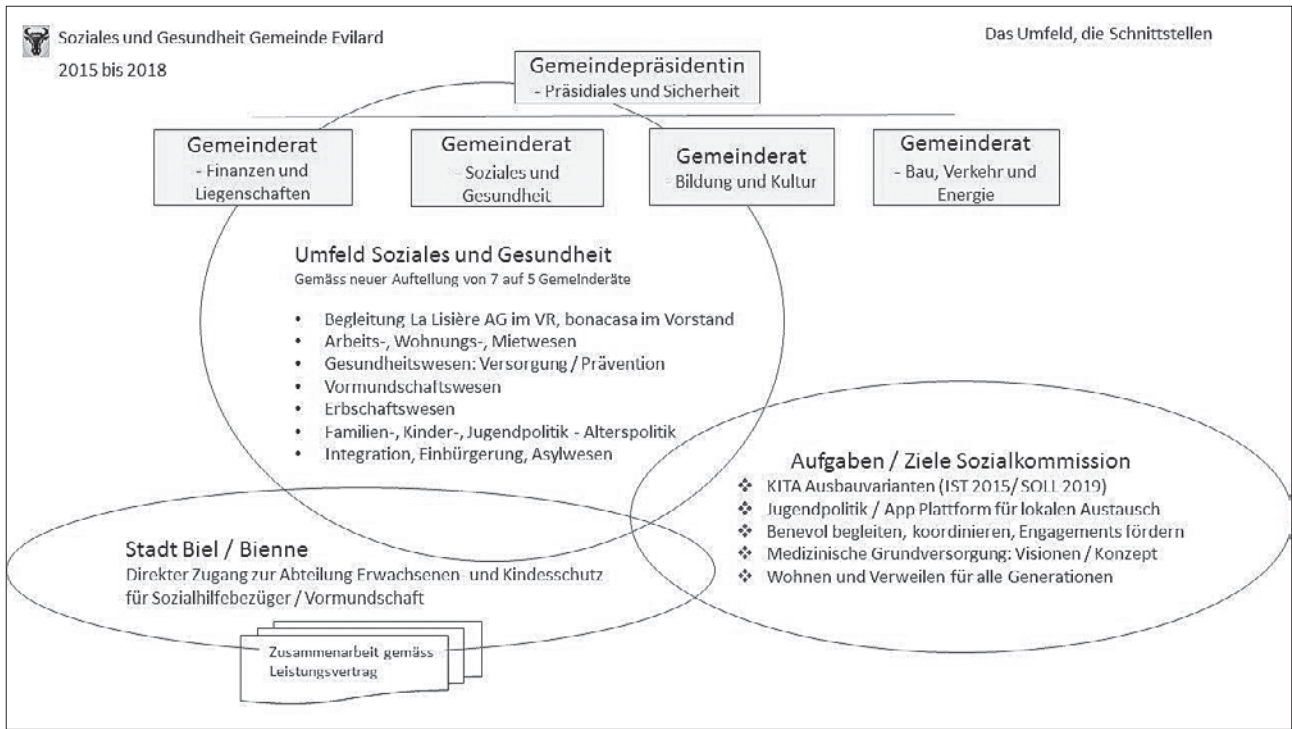 Soziales und Gesundheit Gemeinde Evilard
2015 bis 2018
Das Umfeld, die Schnittstellen
Gemeindepräsidentin
- Präsidiales und Sicherheit
Gemeinderat
- Finanzen und
Liegenschaften
Gemeinderat
- Soziales und
Gesundheit
Gemeinderat
- Bildung und Kultur
Gemeinderat
- Bau, Verkehr und
Energie
Umfeld Soziales und Gesundheit
Gemäss neuer Aufteilung von 7 auf 5 Gemeinderäte
• Begleitung La Lisière AG im VR, bonacasa im Vorstand
• Arbeits-, Wohnungs-, Mietwesen
• Gesundheitswesen: Versorgung / Prävention
• Vormundschaftswesen
• Erbschaftswesen
• Familien-, Kinder-, Jugendpolitik - Alterspolitik
• Integration, Einbürgerung, Asylwesen
Aufgaben / Ziele Sozialkommission
❖ KITA Ausbauvarianten (IST 2015/ SOLL 2019)
❖ Jugendpolitik / App Plattform für lokalen Austausch
❖ Benevol begleiten, koordinieren, Engagements fördern
❖ Medizinische Grundversorgung: Visionen / Konzept
❖ Wohnen und Verweilen für alle Generationen
Stadt Biel / Bienne
Direkter Zugang zur Abteilung Erwachsenen- und Kindesschutz
für Sozialhilfebezüger / Vormundschaft
Zusammenarbeit gemäss
Leistungsvertrag